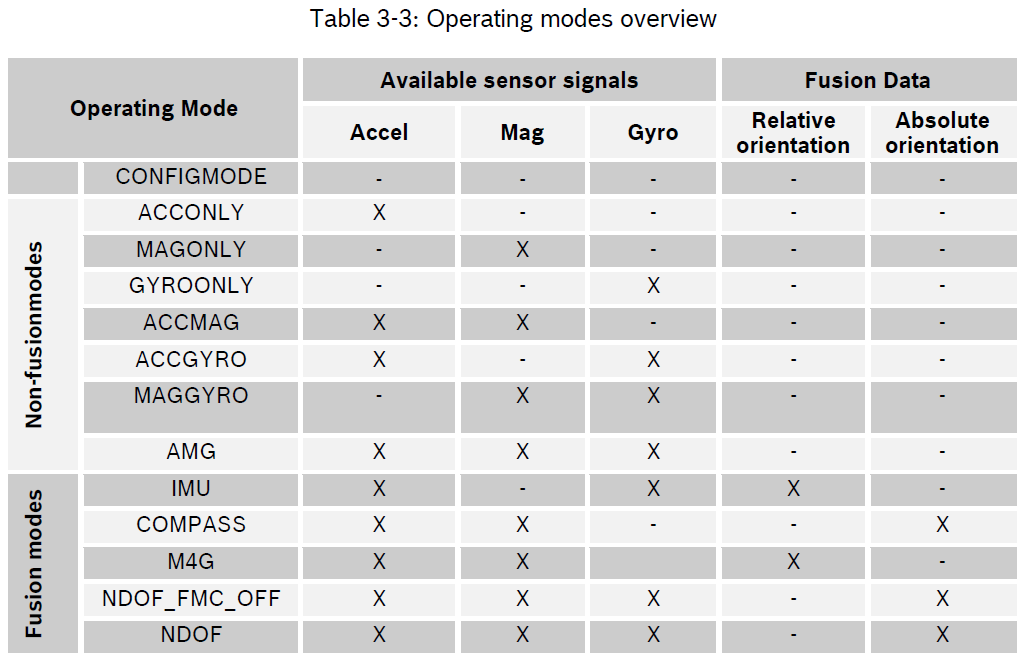 Table 3-3: Operating modes overview
Operating Mode Available sensor signals Fusion Data
Accel Mag Gyro Relative orientation Absolute orientation
CONFIGMODE - - - - -
Non-fusionmodes
ACCONLY X - - - -
MAGONLY - X - - -
GYROONLY - - X - -
ACCMAG X X - - -
ACCGYRO X - X - -
MAGGYRO - X X - -
AMG X X X - -
Fusion modes
IMU X - X X -
COMPASS X X - - X
M4G X X X -
NDOF_FMC_OFF X X X - X
NDOF X X X - X